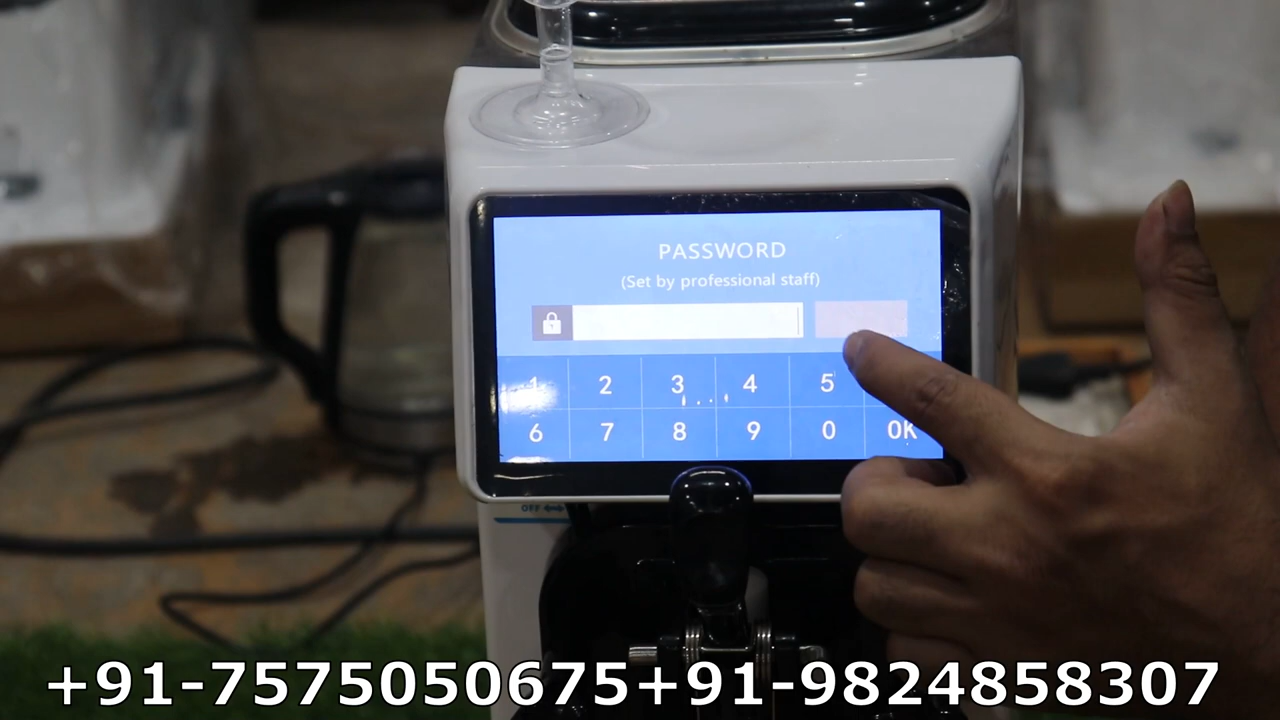 PASSWORD
(Set by professional staff)
1 2 3 4 5
6 7 8 9 0 OK
OFF
+91-7575050675+91-9824858307